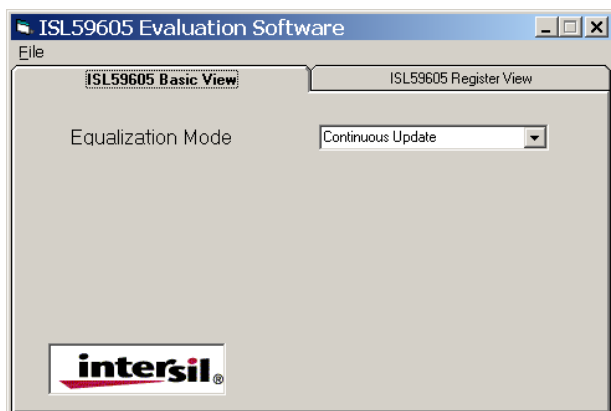 ISL59605 Evaluation Software
File
ISL59605 Basic View
ISL59605 Register View
Equalization Mode
Continuous Update
intersil®